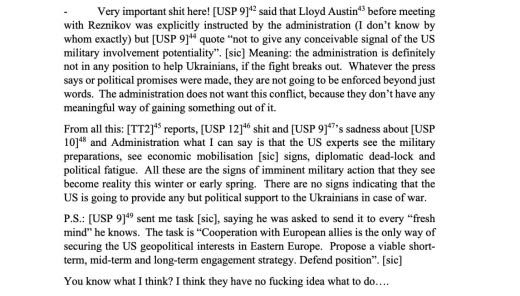 - Very important shit here! [USP 9]42 said that Lloyd Austin43 before meeting
with Reznikov was explicitly instructed by the administration (I don’t know by
whom exactly) but [USP 9]44 quote “not to give any conceivable signal of the US
military involvement potentiality”. [sic] Meaning: the administration is definitely
not in any position to help Ukrainians, if the fight breaks out. Whatever the press
says or political promises were made, they are not going to be enforced beyond just
words. The administration does not want this conflict, because they don’t have any
meaningful way of gaining something out of it.
From all this: [TT2]45 reports, [USP 12]46 shit and [USP 9]47’s sadness about [USP
10]48 and Administration what I can say is that the US experts see the military
preparations, see economic mobilisation [sic] signs, diplomatic dead-lock and
political fatigue. All these are the signs of imminent military action that they see
become reality this winter or early spring. There are no signs indicating that the
US is going to provide any but political support to the Ukrainians in case of war.
P.S.: [USP 9]49 sent me task [sic], saying he was asked to send it to every “fresh
mind” he knows. The task is “Cooperation with European allies is the only way of
securing the US geopolitical interests in Eastern Europe. Propose a viable short-
term, mid-term and long-term engagement strategy. Defend position”. [sic]
You know what I think? I think they have no fucking idea what to do….